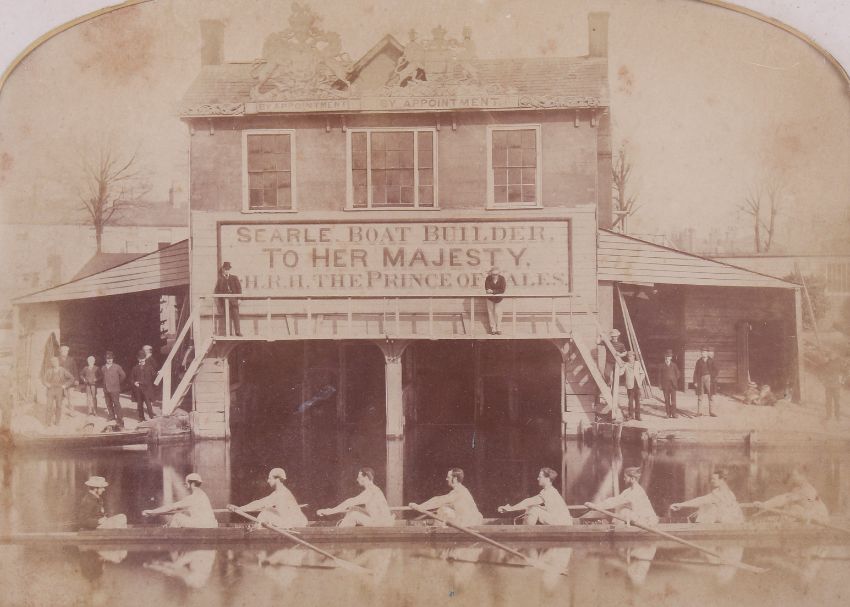 BY APPOINTMENT BY APPOINTMENT
SEARLE. BOAT BUILDER,
TO HER MAJESTY.
H.R.H. THE PRINCE OF WALES.